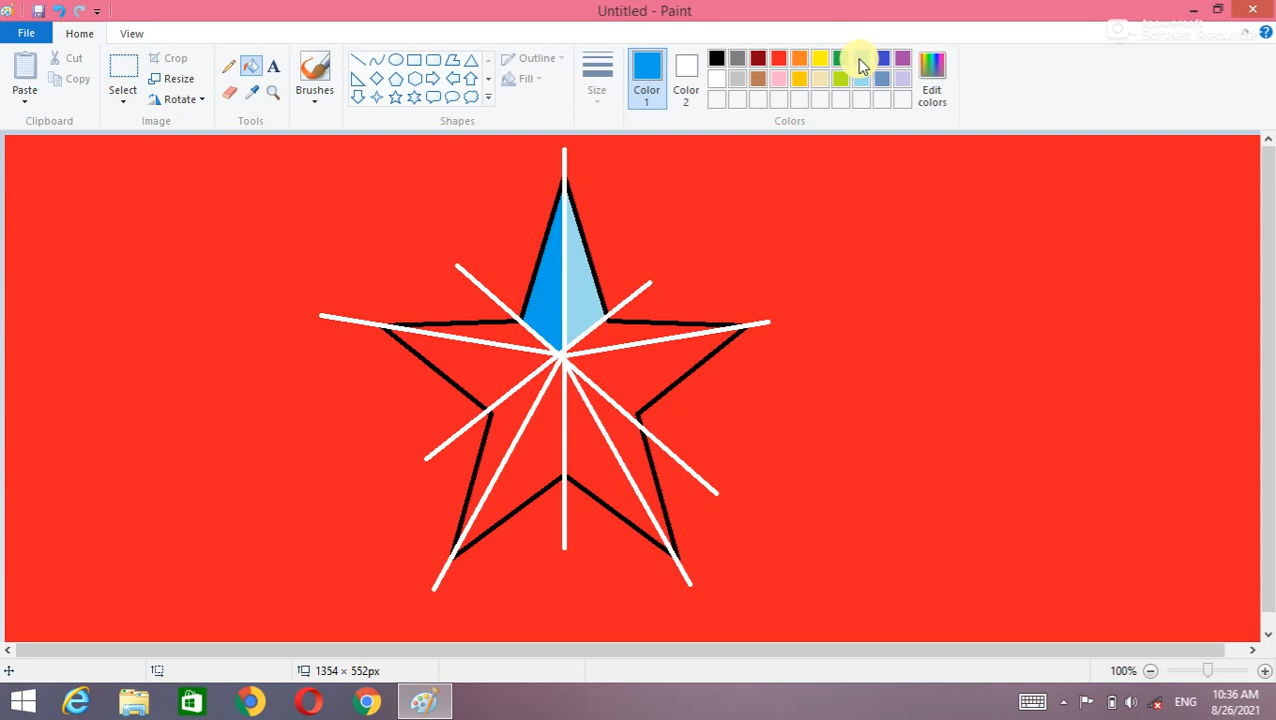 Untitled - Paint
File
Home
View
Paste
Cut
Copy
Clipboard
Select
Crop
Resize
Rotate
Image
A
Tools
Brushes
Outline
Fill
Shapes
Size
Color 1
Color 2
Edit colors
Colors
1354 × 552px
100%
ENG
10:36 AM
8/26/2021